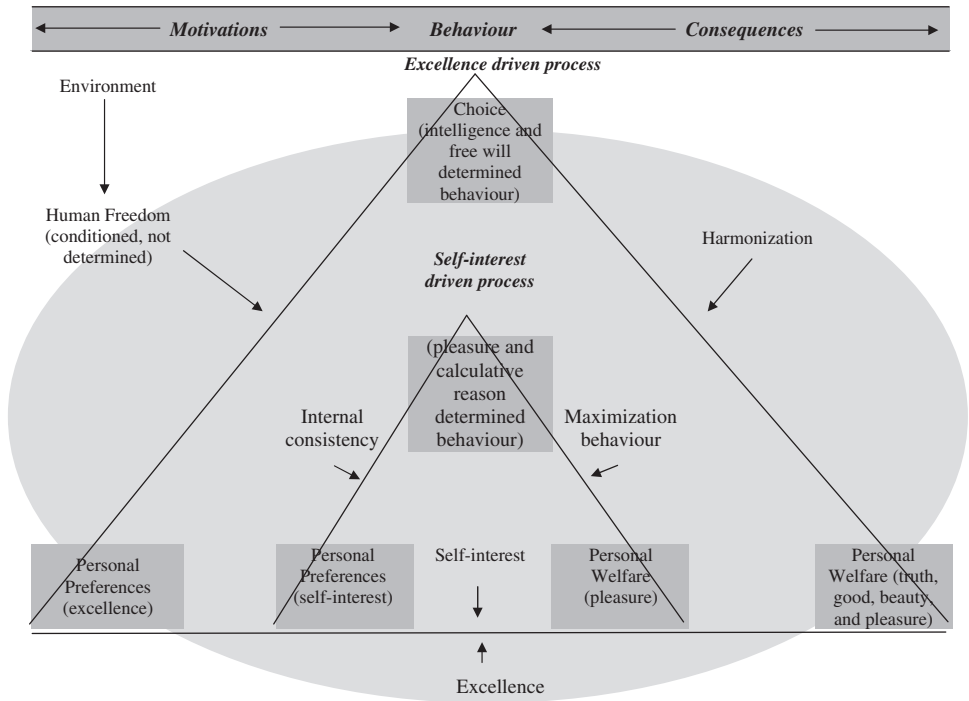 Motivations Behaviour Consequences
Excellence driven process
Environment
Choice
(intelligence and
free will
determined
behaviour)
Human Freedom
(conditioned, not
determined)
Harmonization
Self-interest
driven process
(pleasure and
calculative
reason
determined
behaviour)
Internal
consistency
Maximization
behaviour
Personal
Preferences
(excellence)
Personal
Preferences
(self-interest)
Self-interest
Personal
Welfare
(pleasure)
Personal
Welfare (truth,
good, beauty,
and pleasure)
Excellence